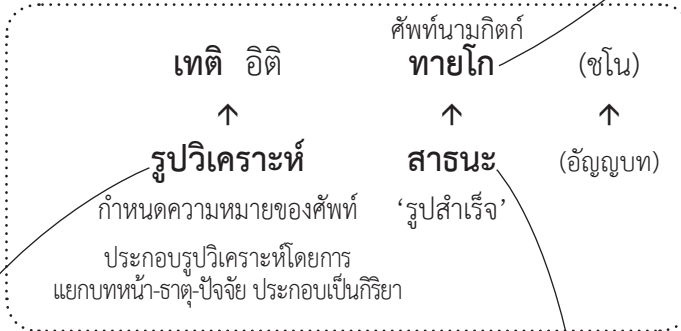 ศัพท์นามกิตก์
เทติ อิติ ทายโก (ชโน)
↑ ↑ ↑
รูปวิเคราะห์ สาธนะ (อัญญบท)
กำหนดความหมายของศัพท์ ‘รูปสำเร็จ’
ประกอบรูปวิเคราะห์โดยการ
แยกบทหน้า-ธาตุ-ปัจจัย ประกอบเป็นกิริยา